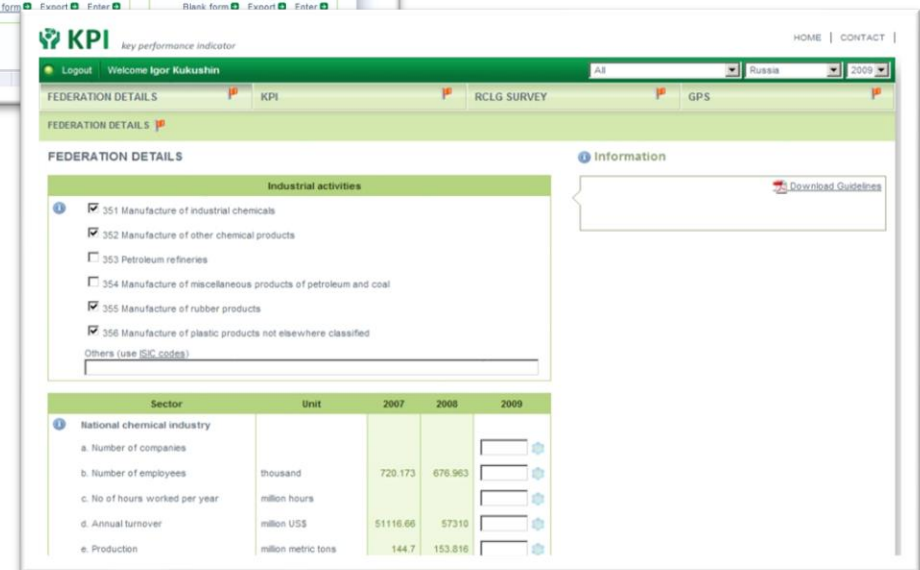 form Export Enter Blank form Export Enter
KPI key performance indicator
HOME | CONTACT |
Logout Welcome Igor Kukushin All Russia 2009
FEDERATION DETAILS KPI RCLG SURVEY GPS
FEDERATION DETAILS
FEDERATION DETAILS
Information
Download Guidelines
Industrial activities
351 Manufacture of industrial chemicals
352 Manufacture of other chemical products
353 Petroleum refineries
354 Manufacture of miscellaneous products of petroleum and coal
355 Manufacture of rubber products
356 Manufacture of plastic products not elsewhere classified
Others (use ISIC codes)
Sector Unit 2007 2008 2009
National chemical industry
a. Number of companies
b. Number of employees thousand 720.173 676.963
c. No of hours worked per year million hours
d. Annual turnover million US$ 51116.66 57310
e. Production million metric tons 144.7 153.816